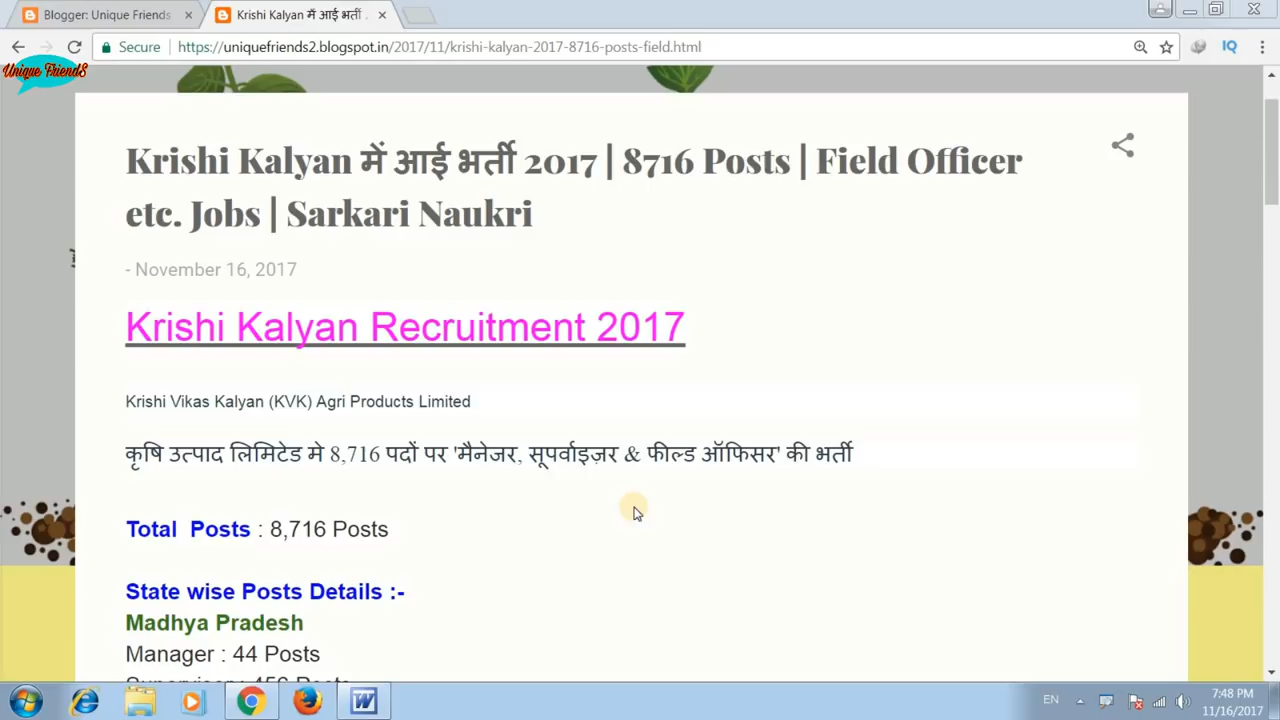 Blogger: Unique Friends
Krishi Kalyan में आई भर्ती
Secure
https://uniquefriends2.blogspot.in/2017/11/krishi-kalyan-2017-8716-posts-field.html
IQ
Unique FriendS
Krishi Kalyan में आई भर्ती 2017 | 8716 Posts | Field Officer
etc. Jobs | Sarkari Naukri
- November 16, 2017
Krishi Kalyan Recruitment 2017
Krishi Vikas Kalyan (KVK) Agri Products Limited
कृषि उत्पाद लिमिटेड मे 8,716 पदों पर 'मैनेजर, सूपर्वाइज़र & फील्ड ऑफिसर' की भर्ती
Total Posts : 8,716 Posts
State wise Posts Details :-
Madhya Pradesh
Manager : 44 Posts
Supervisor : 456 Posts
EN
7:48 PM
11/16/2017